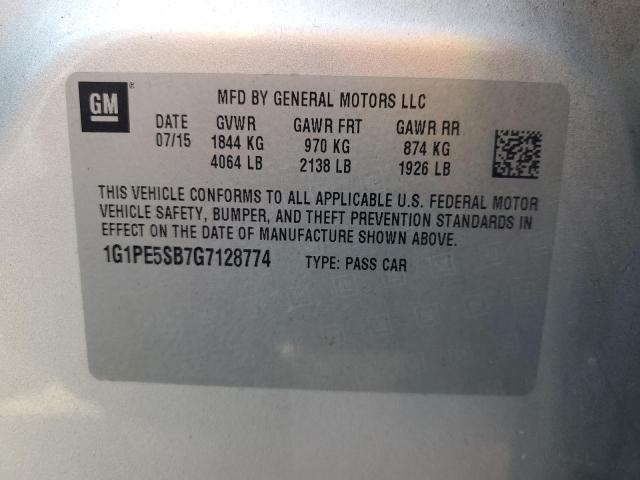 GM ® MFD BY GENERAL MOTORS LLC
DATE GVWR GAWR FRT GAWR RR
07/15 1844 KG 970 KG 874 KG
4064 LB 2138 LB 1926 LB
THIS VEHICLE CONFORMS TO ALL APPLICABLE U.S. FEDERAL MOTOR
VEHICLE SAFETY, BUMPER, AND THEFT PREVENTION STANDARDS IN
EFFECT ON THE DATE OF MANUFACTURE SHOWN ABOVE.
1G1PE5SB7G7128774 TYPE: PASS CAR